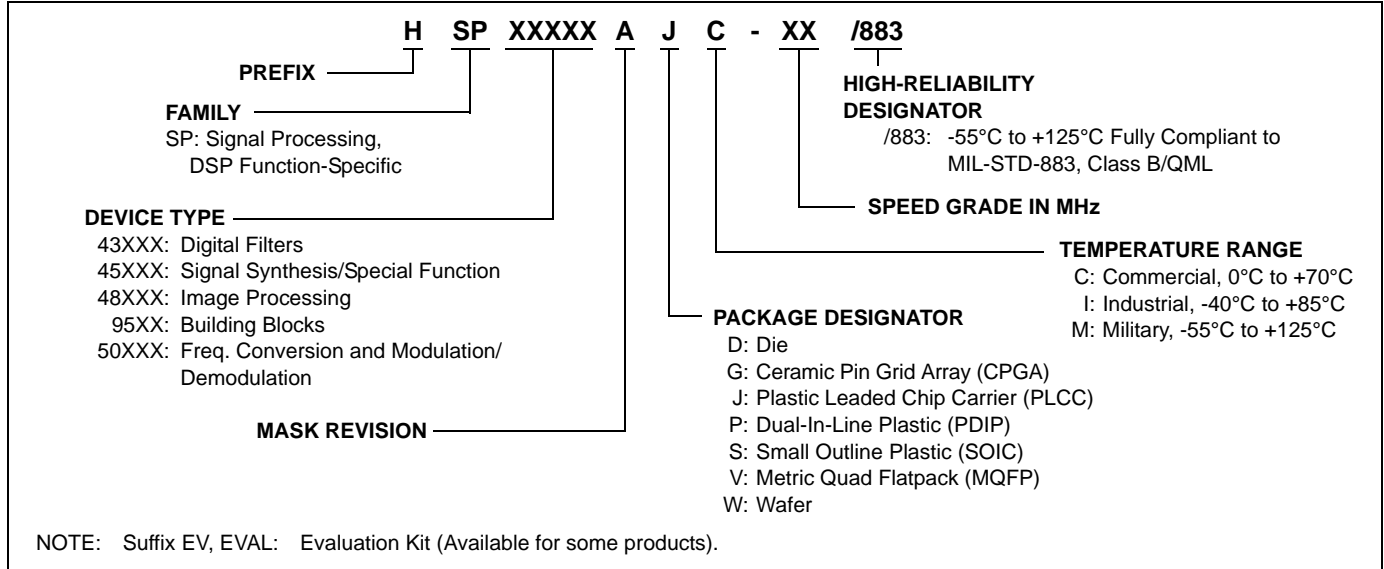 H SP XXXXX A J C - XX /883
PREFIX
FAMILY
SP: Signal Processing,
DSP Function-Specific
DEVICE TYPE
43XXX: Digital Filters
45XXX: Signal Synthesis/Special Function
48XXX: Image Processing
95XX: Building Blocks
50XXX: Freq. Conversion and Modulation/
Demodulation
MASK REVISION
HIGH-RELIABILITY
DESIGNATOR
/883: -55°C to +125°C Fully Compliant to
MIL-STD-883, Class B/QML
SPEED GRADE IN MHz
TEMPERATURE RANGE
C: Commercial, 0°C to +70°C
I: Industrial, -40°C to +85°C
M: Military, -55°C to +125°C
PACKAGE DESIGNATOR
D: Die
G: Ceramic Pin Grid Array (CPGA)
J: Plastic Leaded Chip Carrier (PLCC)
P: Dual-In-Line Plastic (PDIP)
S: Small Outline Plastic (SOIC)
V: Metric Quad Flatpack (MQFP)
W: Wafer
NOTE: Suffix EV, EVAL: Evaluation Kit (Available for some products).